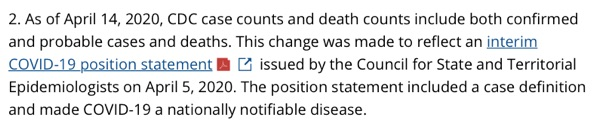 2. As of April 14, 2020, CDC case counts and death counts include both confirmed
and probable cases and deaths. This change was made to reflect an interim
COVID-19 position statement issued by the Council for State and Territorial
Epidemiologists on April 5, 2020. The position statement included a case definition
and made COVID-19 a nationally notifiable disease.